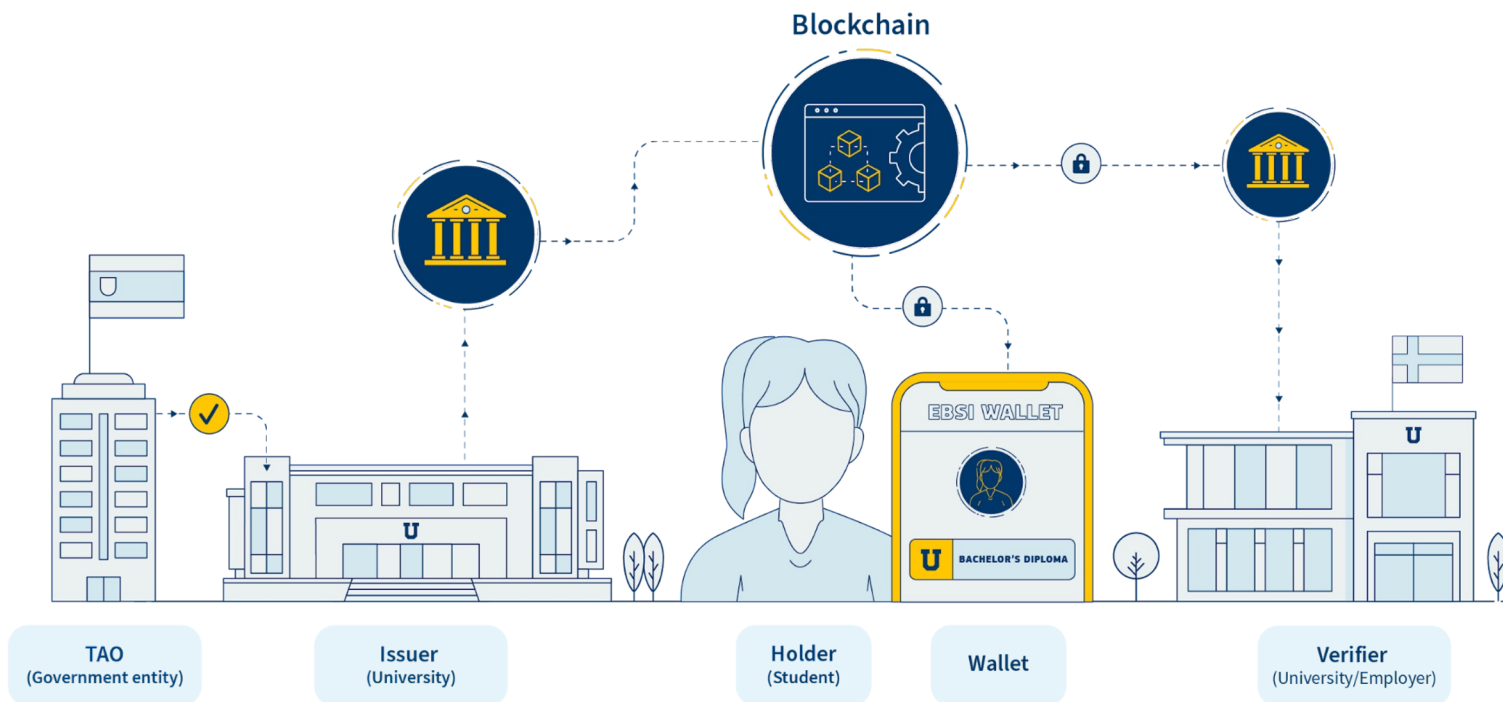 Blockchain
EBSI WALLET
U
U
U
BACHELOR'S DIPLOMA
TAO
(Government entity)
Issuer
(University)
Holder
(Student)
Wallet
Verifier
(University/Employer)